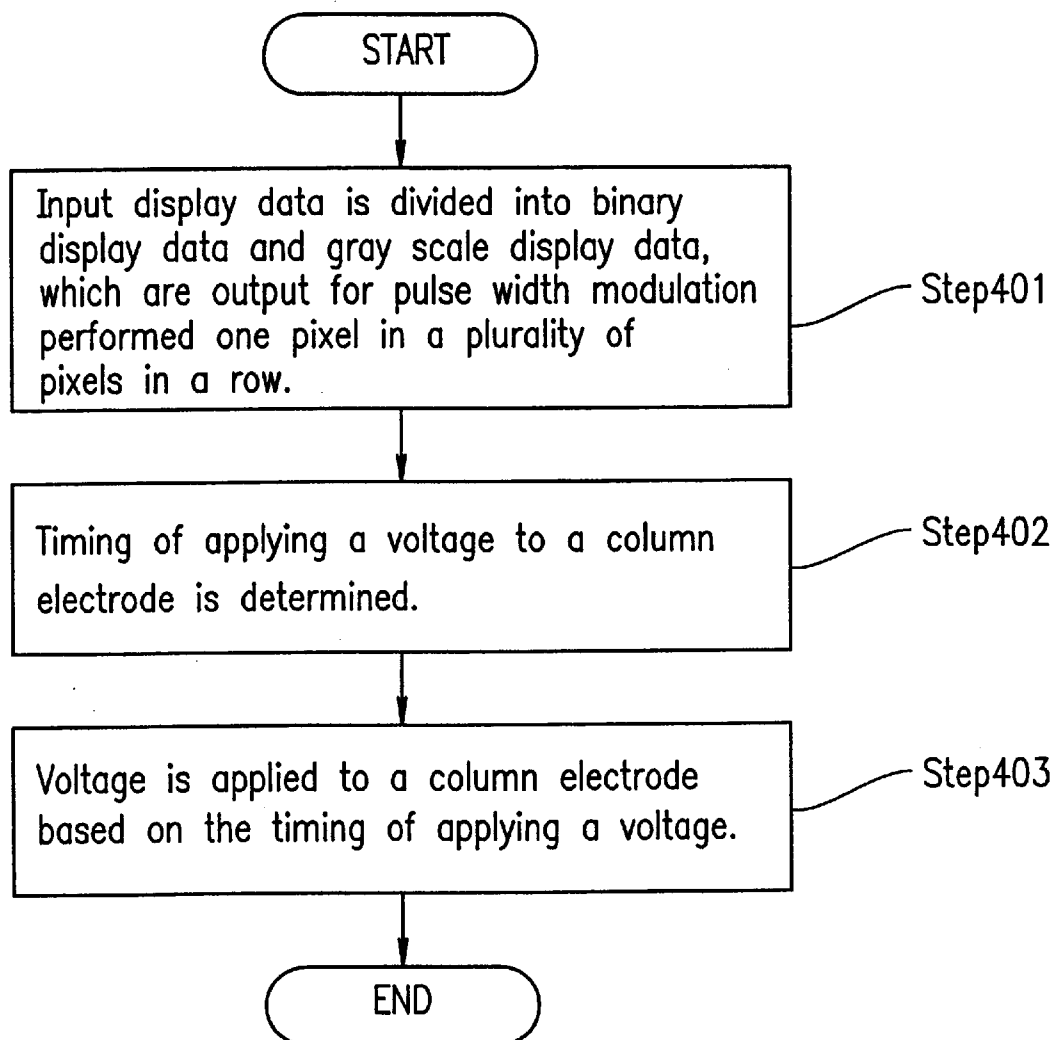 START
Input display data is divided into binary
display data and gray scale display data,
which are output for pulse width modulation
performed one pixel in a plurality of
pixels in a row.
Step401
Timing of applying a voltage to a column
electrode is determined.
Step402
Voltage is applied to a column electrode
based on the timing of applying a voltage.
Step403
END